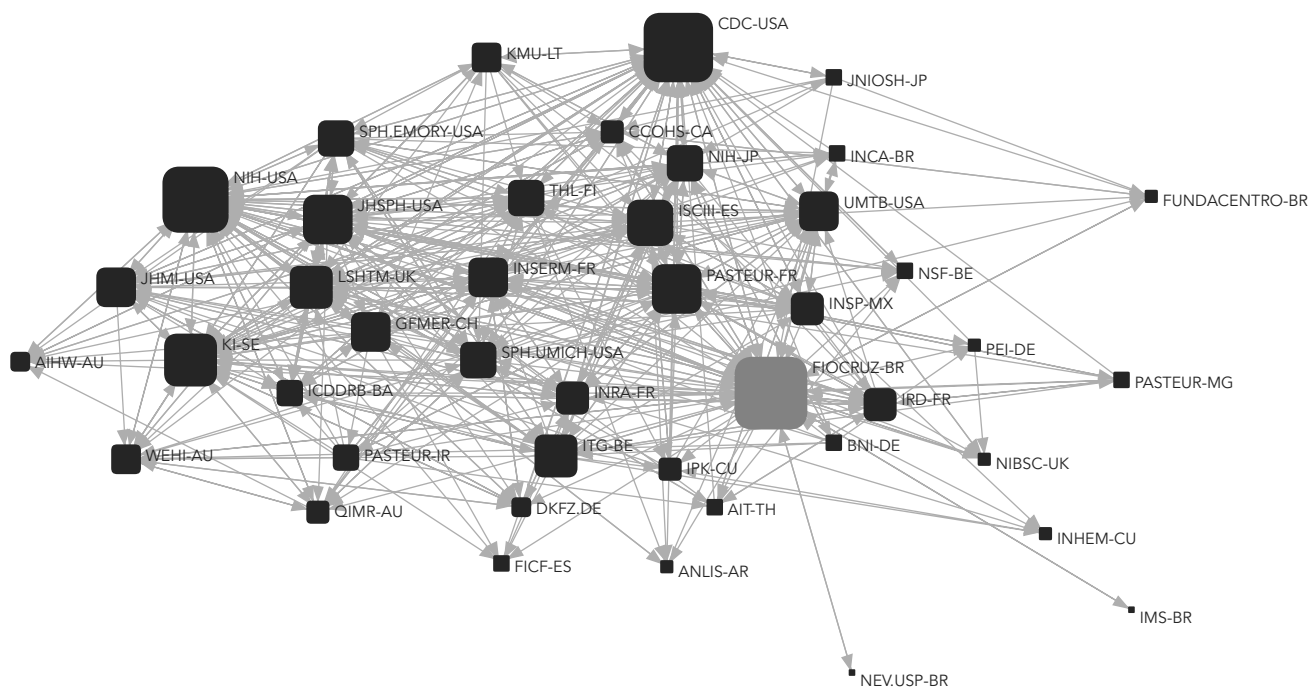 CDC-USA
KMU-LT
JNIOSH-JP
SPH.EMORY-USA
CCOHS-CA
NIH-JP
INCA-BR
NIH-USA
THL-FI
JHSPH-USA
ISCIII-ES
UMTB-USA
FUNDACENTRO-BR
JHMI-USA
LSHTM-UK
INSERM-FR
PASTEUR-FR
NSF-BE
INSP-MX
GFMER-CH
KI-SE
SPH.UMICH-USA
PEI-DE
AIHW-AU
FIOCRUZ-BR
PASTEUR-MG
ICDDRB-BA
INRA-FR
IRD-FR
WEHI-AU
PASTEUR-IR
ITG-BE
BNI-DE
IPK-CU
NIBSC-UK
QIMR-AU
DKFZ.DE
AIT-TH
INHEM-CU
FICF-ES
ANLIS-AR
IMS-BR
NEV.USP-BR